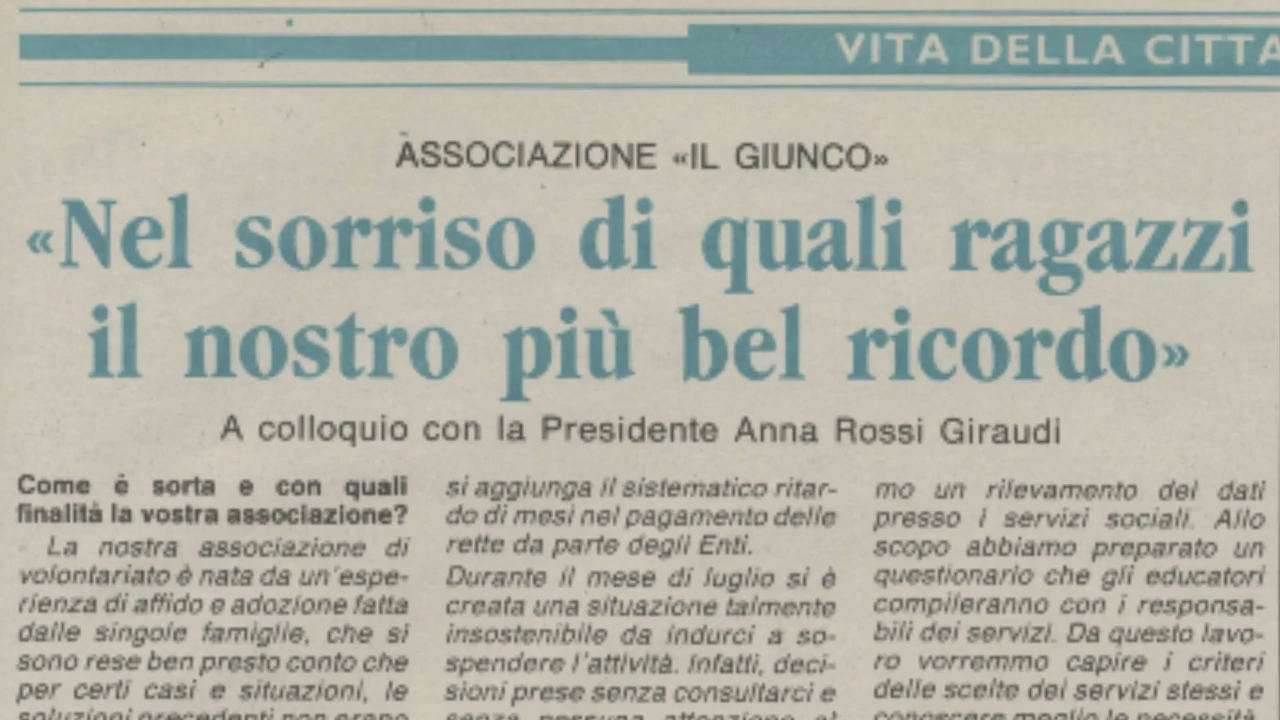 VITA DELLA CITTA
ASSOCIAZIONE «IL GIUNCO»
«Nel sorriso di quali ragazzi
il nostro più bel ricordo»
A colloquio con la Presidente Anna Rossi Giraudi
Come è sorta e con quali
finalità la vostra associazione?
La nostra associazione di
volontariato è nata da un'espe-
rienza di affido e adozione fatta
dalle singole famiglie, che si
sono rese ben presto conto che
per certi casi e situazioni, le
soluzioni precedenti non erano
si aggiunga il sistematico ritar-
do di mesi nel pagamento delle
rette da parte degli Enti.
Durante il mese di luglio si è
creata una situazione talmente
insostenibile da indurci a so-
spendere l'attività. Infatti, deci-
sioni prese senza consultarci e
senza nessuna attenzione al
mo un rilevamento dei dati
presso i servizi sociali. Allo
scopo abbiamo preparato un
questionario che gli educatori
compileranno con i responsa-
bili dei servizi. Da questo lavo-
ro vorremmo capire i criteri
delle scelte dei servizi stessi e
conoscere meglio le necessità